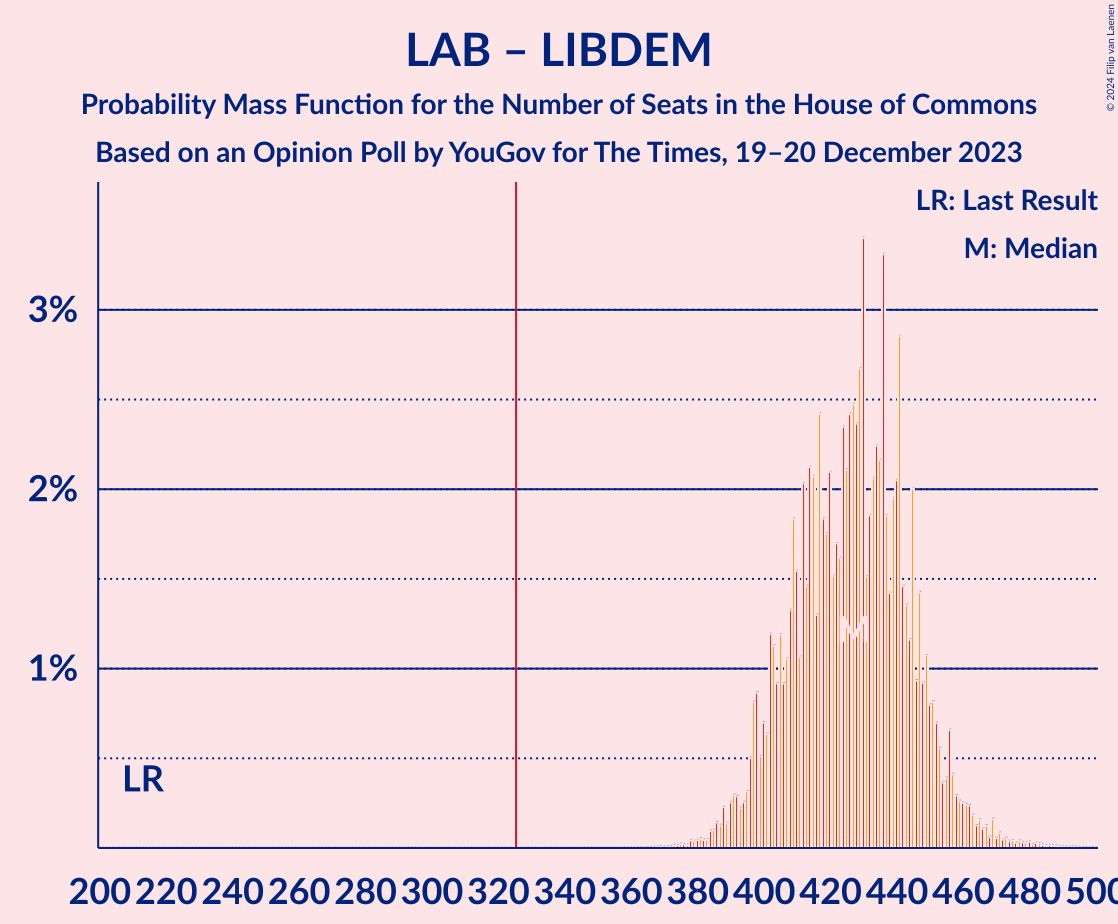 LAB – LIBDEM
Probability Mass Function for the Number of Seats in the House of Commons
Based on an Opinion Poll by YouGov for The Times, 19–20 December 2023
© 2024 Filip van Laenen
LR: Last Result
M: Median
3%
2%
1%
LR
M
200 220 240 260 280 300 320 340 360 380 400 420 440 460 480 500